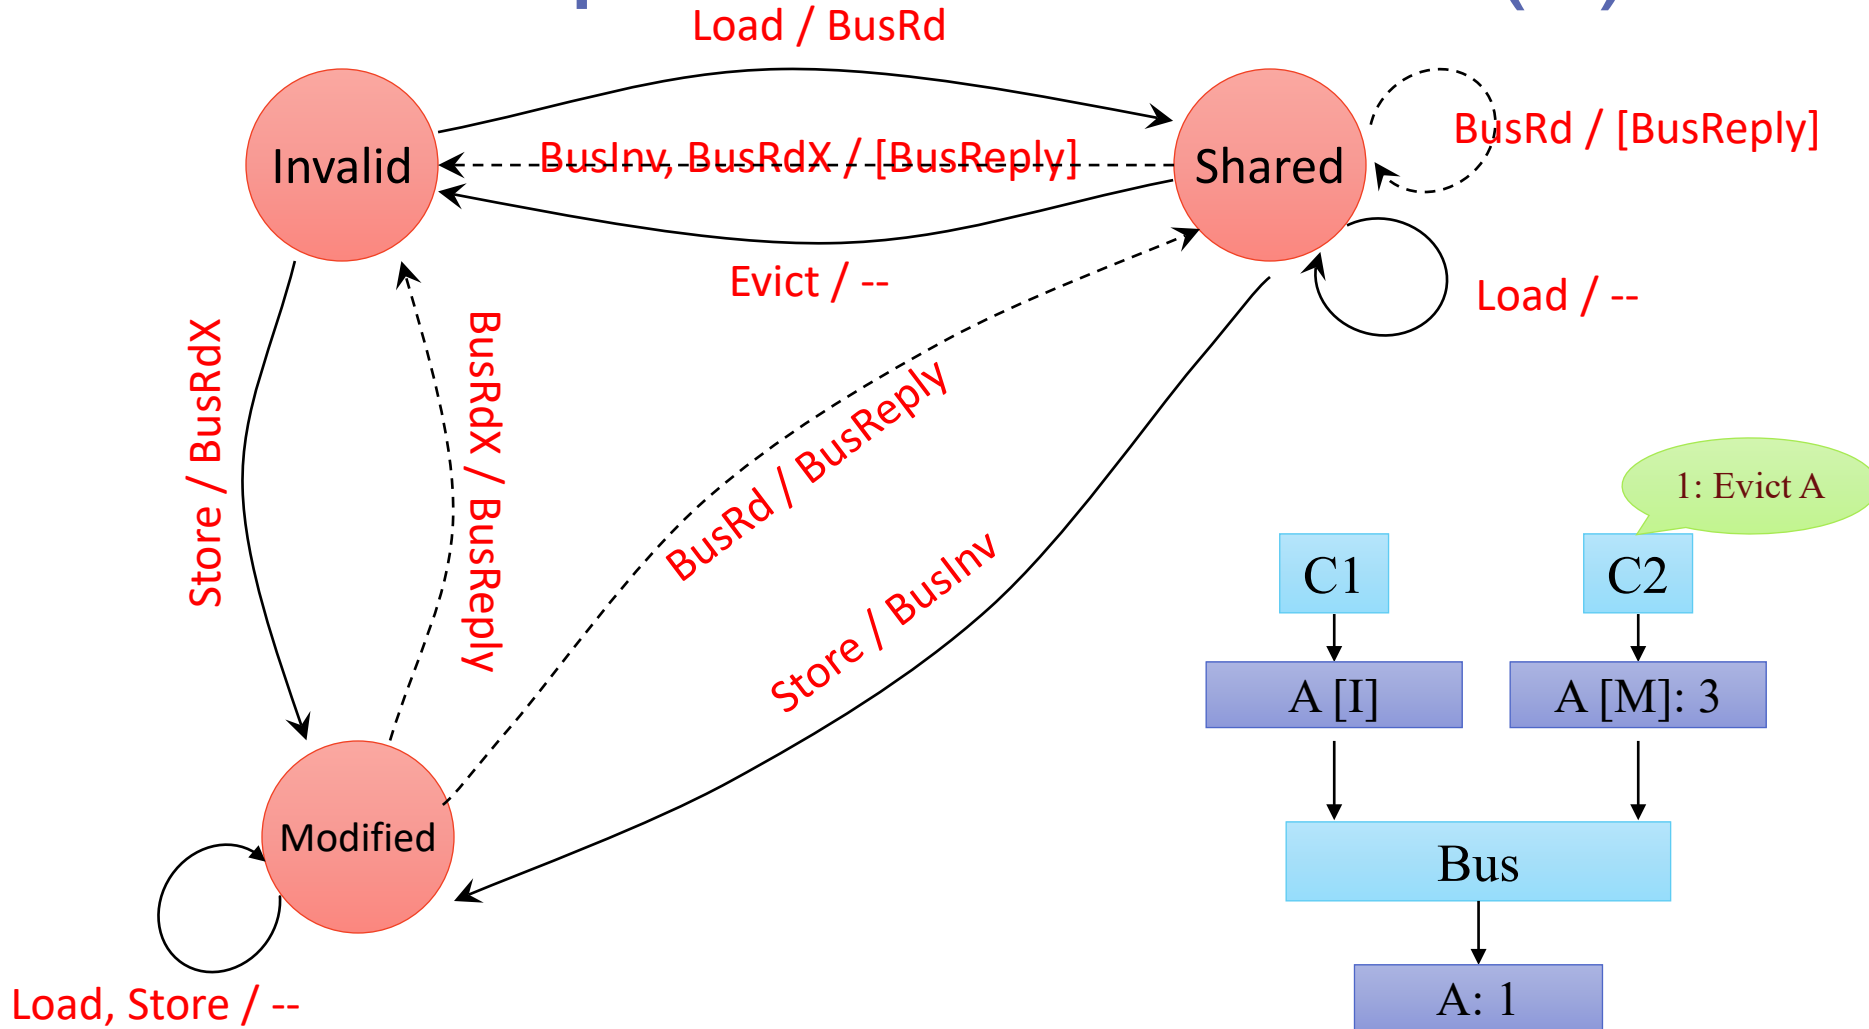 Load / BusRd
Invalid
BusInv, BusRdX / [BusReply]
Shared
BusRd / [BusReply]
Evict / --
Load / --
Store / BusRdX
BusRdX / BusReply
BusRd / BusReply
Store / BusInv
Modified
Load, Store / --
1: Evict A
C1
C2
A [I]
A [M]: 3
Bus
A: 1